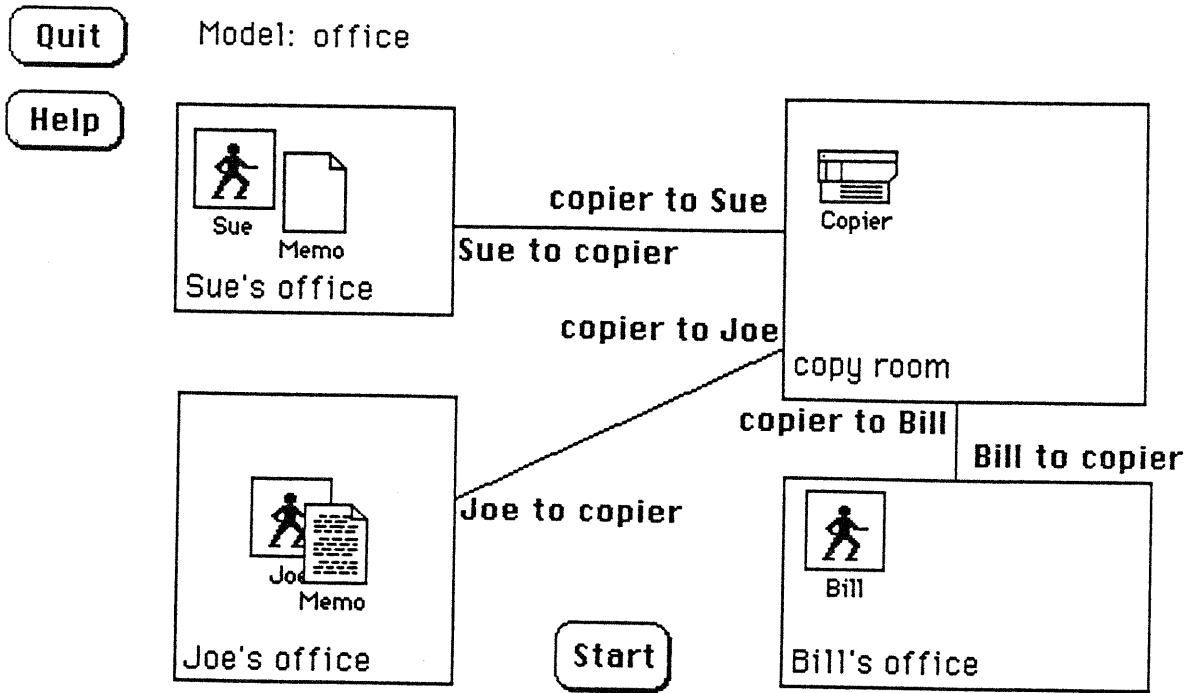 Quit
Model: office
Help
Sue
Memo
Sue's office
copier to Sue
Sue to copier
Copier
copy room
copier to Joe
Joe to copier
copier to Bill
Bill to copier
Joe
Memo
Joe's office
Start
Bill
Bill's office